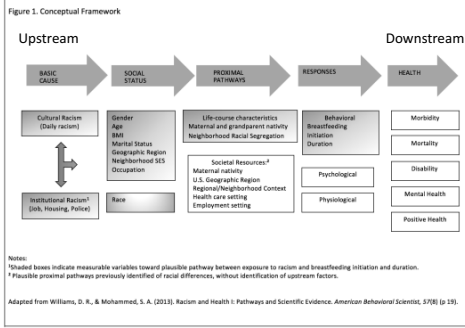 Figure 1. Conceptual Framework
Upstream
Downstream
BASIC
CAUSE
SOCIAL
STATUS
PROXIMAL
PATHWAYS
RESPONSES
HEALTH
Cultural Racism
(Daily racism)
Institutional Racism¹
(Job, Housing, Police)
Gender
Age
BMI
Marital Status
Geographic Region
Neighborhood SES
Occupation
Race
Life-course characteristics
Maternal and grandparent nativity
Neighborhood Racial Segregation
Societal Resources:²
Maternal nativity
U.S. Geographic Region
Regional/Neighborhood Context
Health care setting
Employment setting
Behavioral
Breastfeeding
Initiation
Duration
Psychological
Physiological
Morbidity
Mortality
Disability
Mental Health
Positive Health
Notes:
¹Shaded boxes indicate measurable variables toward plausible pathway between exposure to racism and breastfeeding initiation and duration.
² Plausible proximal pathways previously identified of racial differences, without identification of upstream factors.
Adapted from Williams, D. R., & Mohammed, S. A. (2013). Racism and Health I: Pathways and Scientific Evidence. American Behavioral Scientist, 57(8) (p 19).